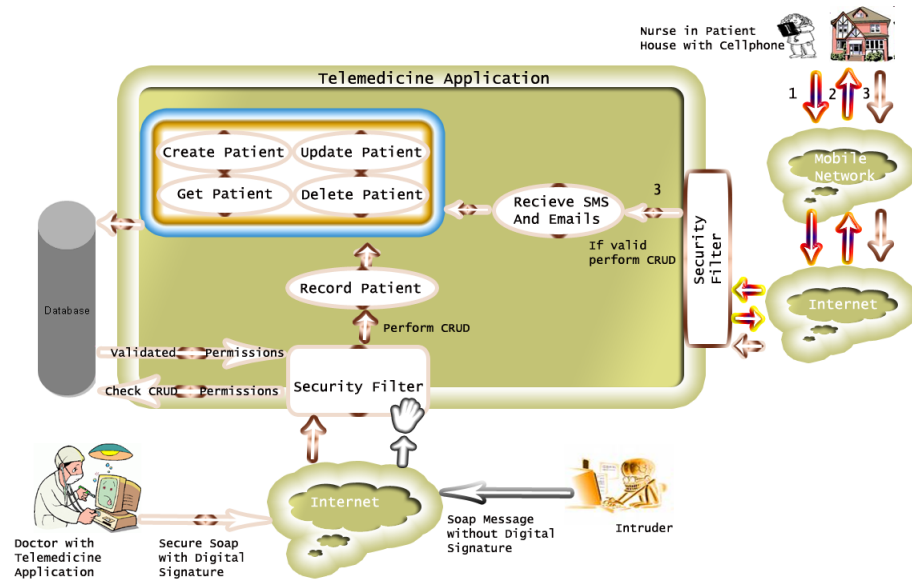 Nurse in Patient
House with Cellphone
Telemedicine Application
1
2
3
Create Patient
Update Patient
Get Patient
Delete Patient
Recieve SMS
And Emails
3
If valid
perform CRUD
Security
Filter
Mobile
Network
Internet
Database
Record Patient
Perform CRUD
Validated
Permissions
Check CRUD
Permissions
Security Filter
Internet
Doctor with
Telemedicine
Application
Secure Soap
with Digital
Signature
Soap Message
without Digital
Signature
Intruder